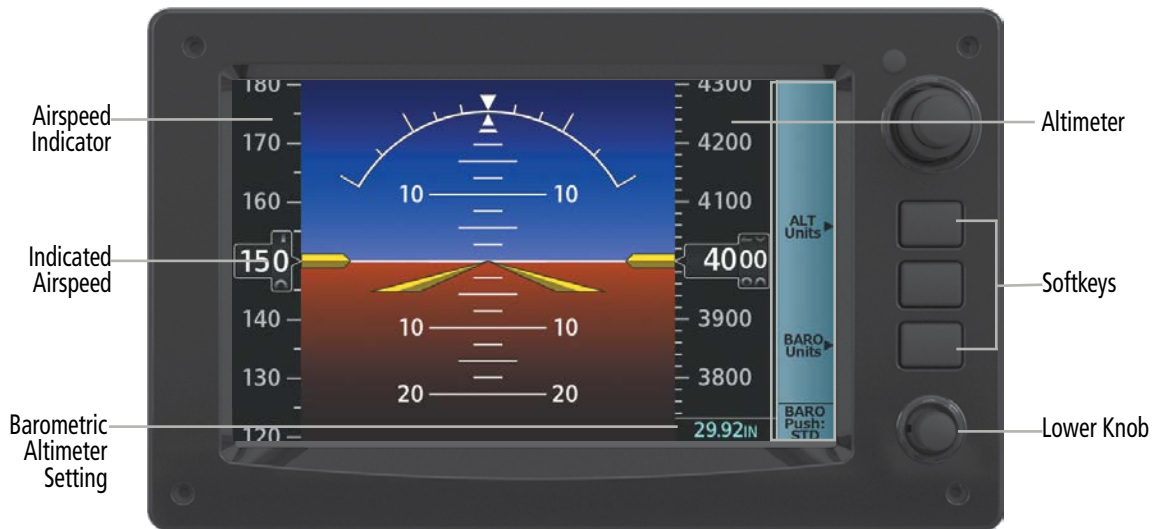 Airspeed
Indicator
Indicated
Airspeed
Barometric
Altimeter
Setting
180
170
160
150
140
130
120
10 10
10 10
20 20
4300
4200
4100
4000
3900
3800
29.92IN
ALT
Units
BARO
Units
BARO
Push:
STD
Altimeter
Softkeys
Lower Knob